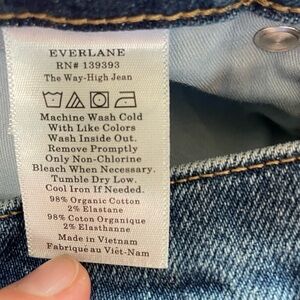 EVERLANE
RN# 139393
The Way-High Jean
Machine Wash Cold
With Like Colors
Wash Inside Out.
Remove Promptly
Only Non-Chlorine
Bleach When Needed.
Tumble Dry Low.
Cool Iron If Needed.
98% Organic Cotton
2% Elastane
98% Coton Organique
2% Elasthanne
Made in Vietnam
Fabriqué au Viêt-Nam